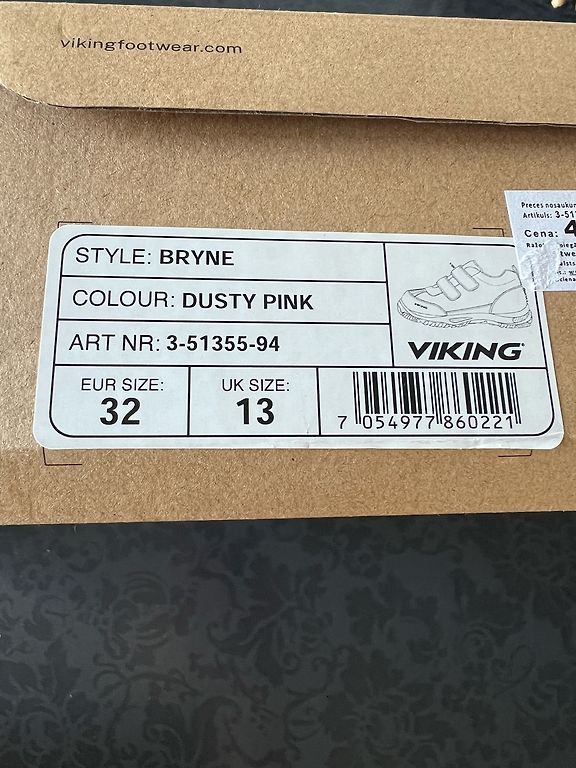 vikingfootwear.com
Preces
Artikuls: 3-51
Cena: 4
STYLE: BRYNE
COLOUR: DUSTY PINK
ART NR: 3-51355-94
VIKING
EUR SIZE:
32
UK SIZE:
13
7 054977 860221